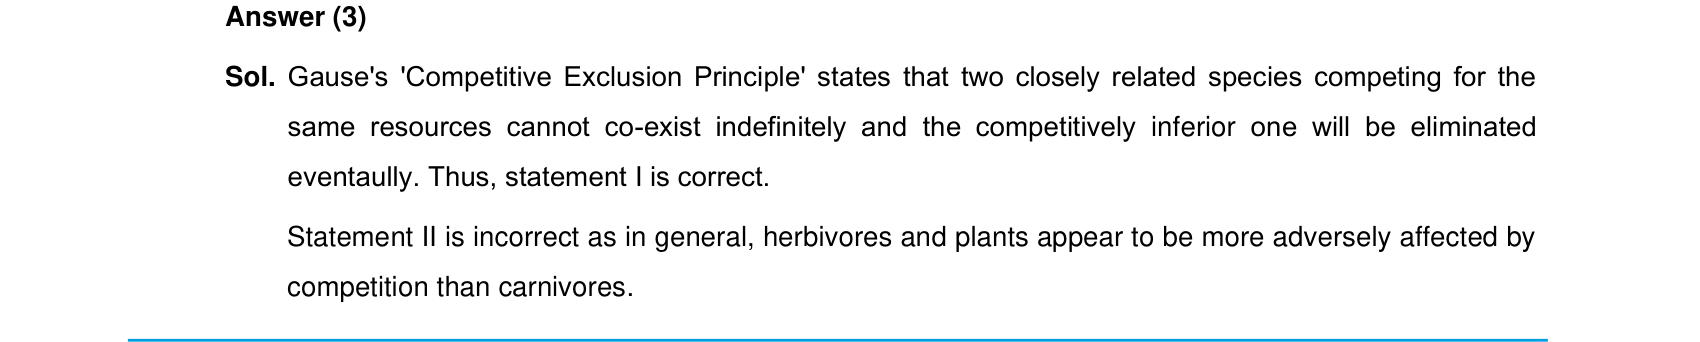 Answer (3)
Sol. Gause's 'Competitive Exclusion Principle' states that two closely related species competing for the
same resources cannot co-exist indefinitely and the competitively inferior one will be eliminated
eventaully. Thus, statement I is correct.
Statement II is incorrect as in general, herbivores and plants appear to be more adversely affected by
competition than carnivores.